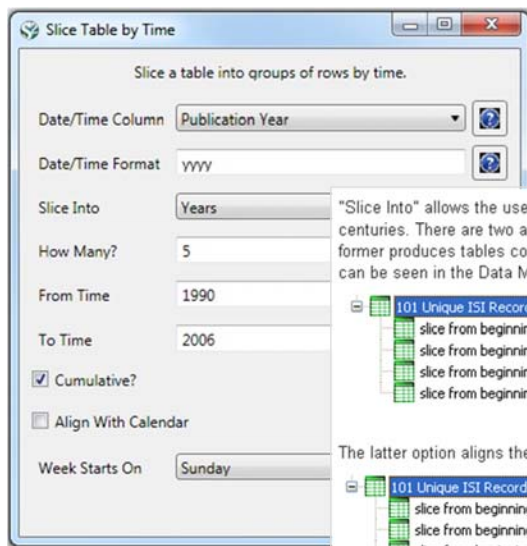 Slice Table by Time
Slice a table into groups of rows by time.
Date/Time Column Publication Year
Date/Time Format yyyy
Slice Into Years
How Many? 5
From Time 1990
To Time 2006
Cumulative?
Align With Calendar
Week Starts On Sunday
"Slice Into" allows the use
centuries. There are two a
former produces tables co
can be seen in the Data M
101 Unique ISI Record
slice from beginnin
slice from beginnin
slice from beginnin
slice from beginnin
The latter option aligns the
101 Unique ISI Record
slice from beginning
slice from beginning